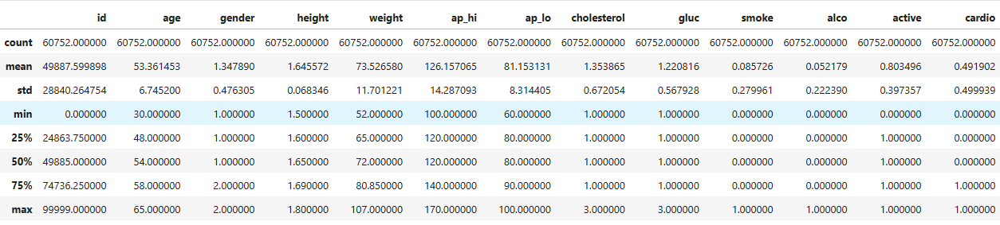 id age gender height weight ap_hi ap_lo cholesterol gluc smoke alco active cardio
count 60752.000000 60752.000000 60752.000000 60752.000000 60752.000000 60752.000000 60752.000000 60752.000000 60752.000000 60752.000000 60752.000000 60752.000000 60752.000000
mean 49887.599898 53.361453 1.347890 1.645572 73.526580 126.157065 81.153131 1.353865 1.220816 0.085726 0.052179 0.803496 0.491902
std 28840.264754 6.745200 0.476305 0.068346 11.701221 14.287093 8.314405 0.672054 0.567928 0.279961 0.222390 0.397357 0.499939
min 0.000000 30.000000 1.000000 1.500000 52.000000 100.000000 60.000000 1.000000 1.000000 0.000000 0.000000 0.000000 0.000000
25% 24863.750000 48.000000 1.000000 1.600000 65.000000 120.000000 80.000000 1.000000 1.000000 0.000000 0.000000 1.000000 0.000000
50% 49885.000000 54.000000 1.000000 1.650000 72.000000 120.000000 80.000000 1.000000 1.000000 0.000000 0.000000 1.000000 0.000000
75% 74736.250000 58.000000 2.000000 1.690000 80.850000 140.000000 90.000000 1.000000 1.000000 0.000000 0.000000 1.000000 1.000000
max 99999.000000 65.000000 2.000000 1.800000 107.000000 170.000000 100.000000 3.000000 3.000000 1.000000 1.000000 1.000000 1.000000